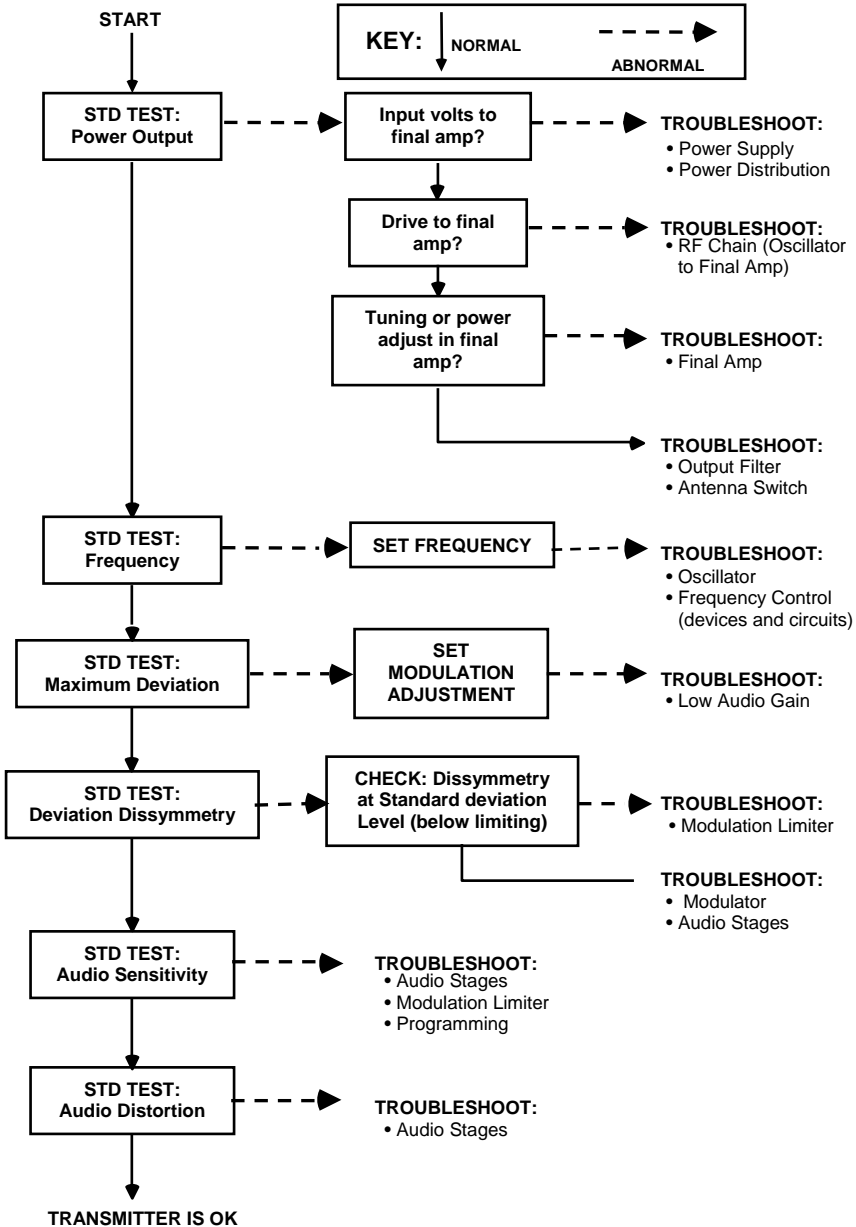 START
KEY:
NORMAL
ABNORMAL
STD TEST:
Power Output
Input volts to
final amp?
TROUBLESHOOT:
• Power Supply
• Power Distribution
Drive to final
amp?
TROUBLESHOOT:
• RF Chain (Oscillator
to Final Amp)
Tuning or power
adjust in final
amp?
TROUBLESHOOT:
• Final Amp
TROUBLESHOOT:
• Output Filter
• Antenna Switch
STD TEST:
Frequency
SET FREQUENCY
TROUBLESHOOT:
• Oscillator
• Frequency Control
(devices and circuits)
STD TEST:
Maximum Deviation
SET
MODULATION
ADJUSTMENT
TROUBLESHOOT:
• Low Audio Gain
STD TEST:
Deviation Dissymmetry
CHECK: Dissymmetry
at Standard deviation
Level (below limiting)
TROUBLESHOOT:
• Modulation Limiter
TROUBLESHOOT:
• Modulator
• Audio Stages
STD TEST:
Audio Sensitivity
TROUBLESHOOT:
• Audio Stages
• Modulation Limiter
• Programming
STD TEST:
Audio Distortion
TROUBLESHOOT:
• Audio Stages
TRANSMITTER IS OK